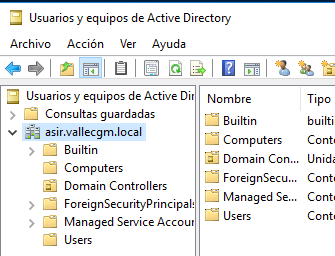 Usuarios y equipos de Active Directory
Archivo Acción Ver Ayuda
Usuarios y equipos de Active Dir
Consultas guardadas
asir.vallecgm.local
Builtin
Computers
Domain Controllers
ForeignSecurityPrincipals
Managed Service Accour
Users
Nombre Tipo
Builtin builti
Computers Conte
Domain Con... Unida
ForeignSecur... Conte
Managed Se... Conte
Users Conte